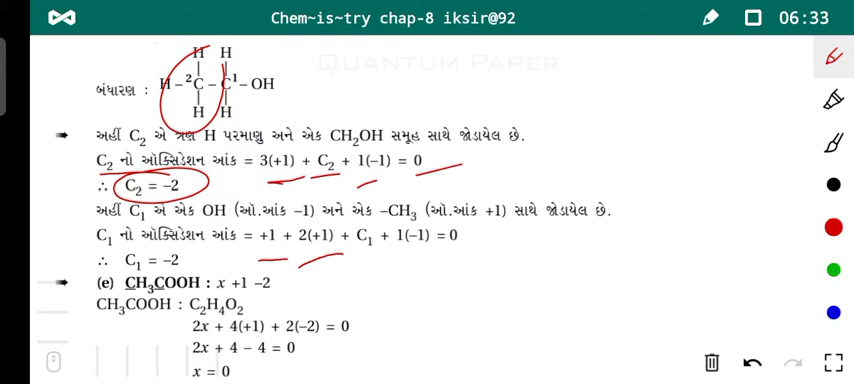 Chem~is~try chap-8 iksir@92
06:33
QUANTUM PAPER
H H
બંધારણ : H – ²C – C¹ – OH
H H
અહીં C₂ એ ત્રણ H પરમાણુ અને એક CH₂OH સમૂહ સાથે જોડાયેલ છે.
C₂ નો ઑક્સિડેશન આંક = 3(+1) + C₂ + 1(–1) = 0
∴ C₂ = –2
અહીં C₁ એ એક OH (ઑ.આંક –1) અને એક –CH₃ (ઑ.આંક +1) સાથે જોડાયેલ છે.
C₁ નો ઑક્સિડેશન આંક = +1 + 2(+1) + C₁ + 1(–1) = 0
∴ C₁ = –2
(e) CH₃COOH : x +1 –2
CH₃COOH : C₂H₄O₂
2x + 4(+1) + 2(–2) = 0
2x + 4 – 4 = 0
x = 0